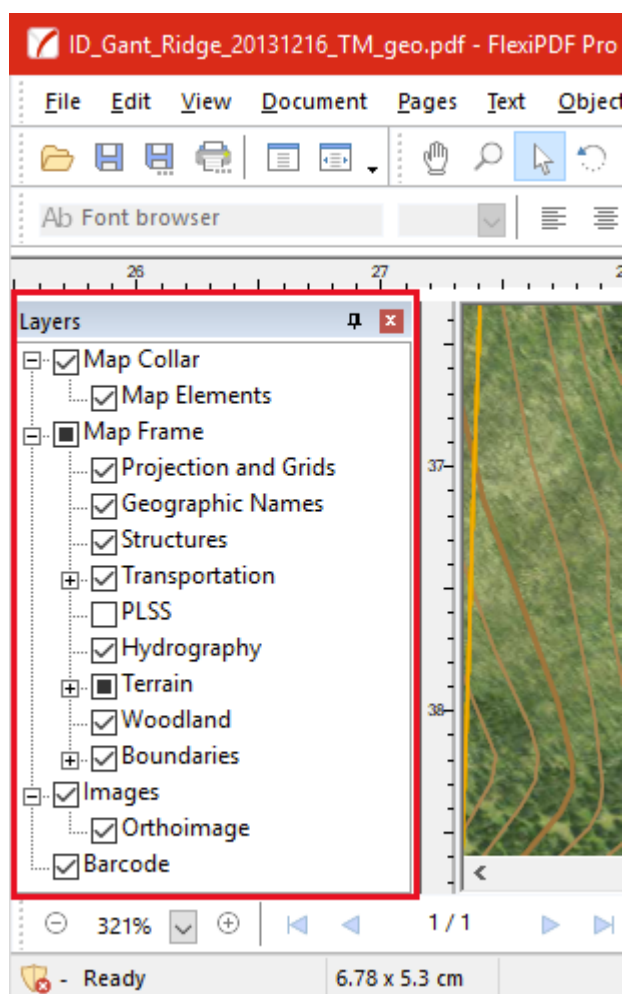 ID_Gant_Ridge_20131216_TM_geo.pdf - FlexiPDF Pro
File Edit View Document Pages Text Object
Ab Font browser
26 27
Layers
Map Collar
Map Elements
Map Frame
Projection and Grids
Geographic Names
Structures
Transportation
PLSS
Hydrography
Terrain
Woodland
Boundaries
Images
Orthoimage
Barcode
37
38
321% 1 / 1
- Ready 6.78 x 5.3 cm